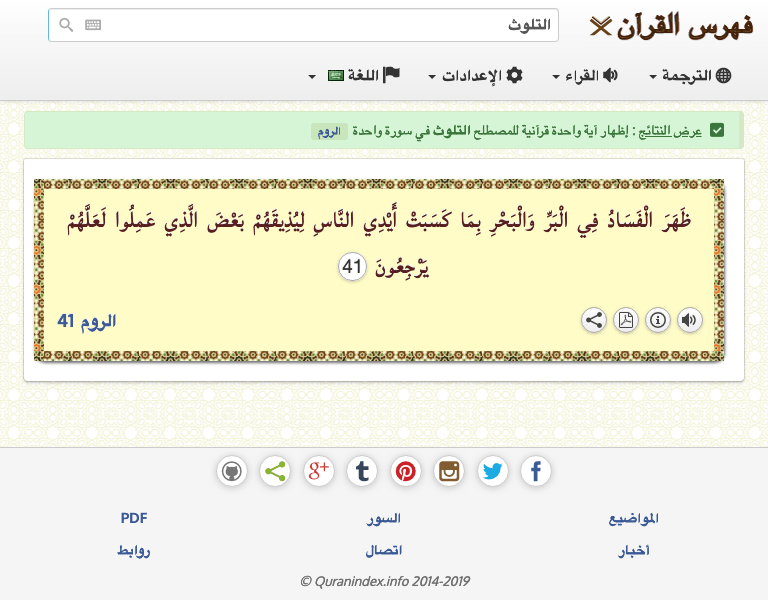 فهرس القرآن
التلوث
الترجمة القراء الإعدادات اللغة
عرض النتائج : إظهار آية واحدة قرآنية للمصطلح التلوث في سورة واحدة الروم
ظَهَرَ الْفَسَادُ فِي الْبَرِّ وَالْبَحْرِ بِمَا كَسَبَتْ أَيْدِي النَّاسِ لِيُذِيقَهُمْ بَعْضَ الَّذِي عَمِلُوا لَعَلَّهُمْ
يَرْجِعُونَ 41
الروم 41
المواضيع السور PDF
أخبار اتصال روابط
© Quranindex.info 2014-2019